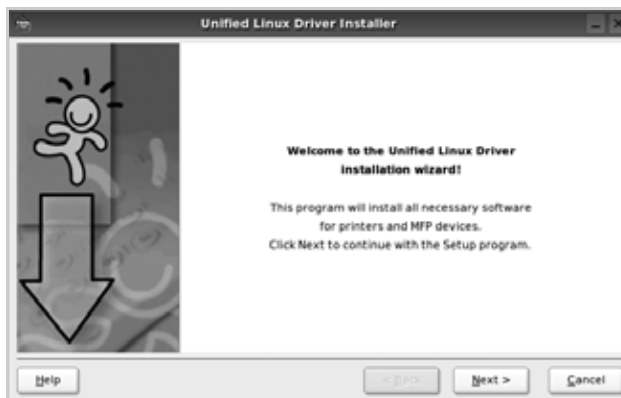 Unified Linux Driver Installer
Welcome to the Unified Linux Driver
installation wizard!
This program will install all necessary software
for printers and MFP devices.
Click Next to continue with the Setup program.
Help
< Back
Next >
Cancel